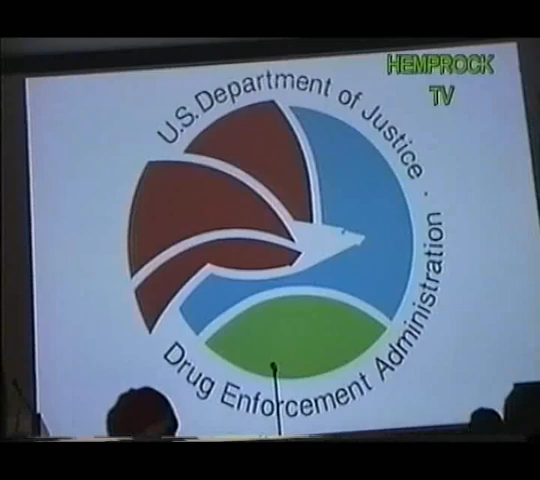 HEMPROCK
TV
U.S. Department of Justice ·
Drug Enforcement Administration